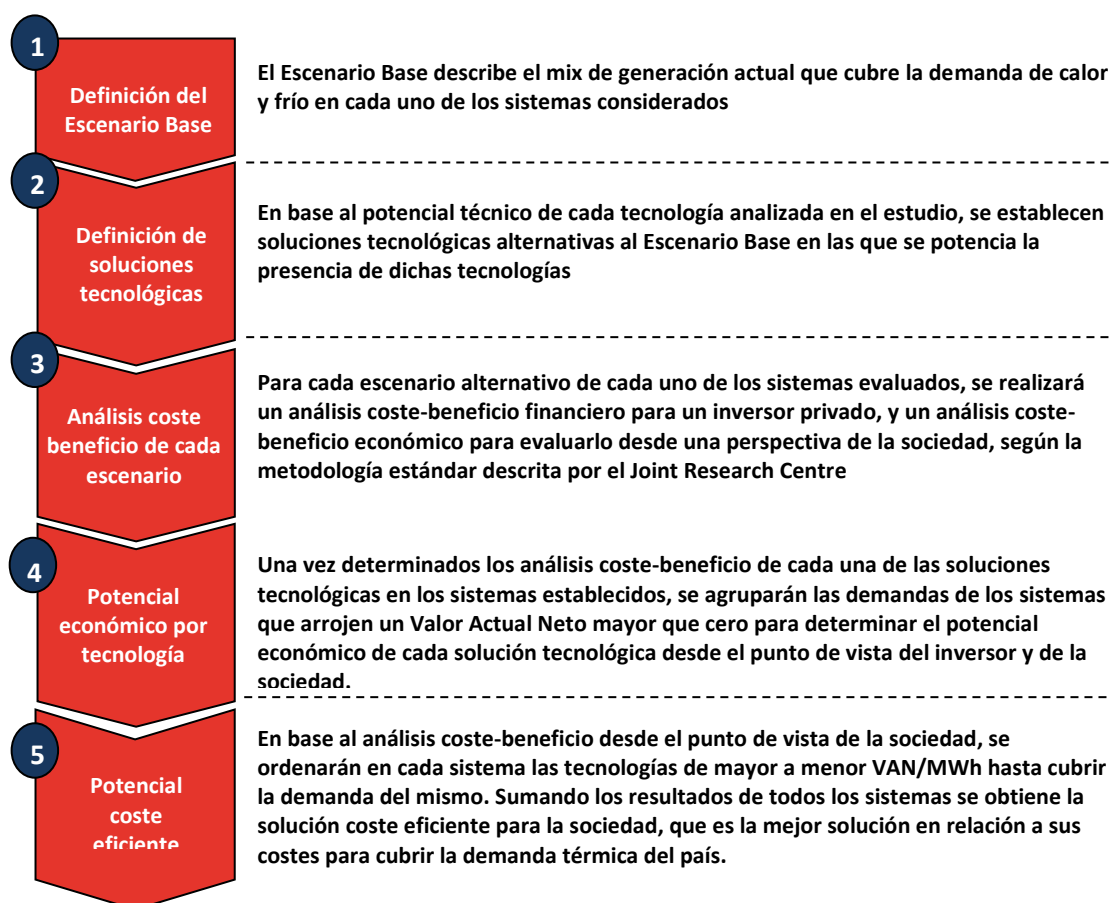 1
Definición del
Escenario Base
El Escenario Base describe el mix de generación actual que cubre la demanda de calor
y frío en cada uno de los sistemas considerados
2
Definición de
soluciones
tecnológicas
En base al potencial técnico de cada tecnología analizada en el estudio, se establecen
soluciones tecnológicas alternativas al Escenario Base en las que se potencia la
presencia de dichas tecnologías
3
Análisis coste
beneficio de cada
escenario
Para cada escenario alternativo de cada uno de los sistemas evaluados, se realizará
un análisis coste-beneficio financiero para un inversor privado, y un análisis coste-
beneficio económico para evaluarlo desde una perspectiva de la sociedad, según la
metodología estándar descrita por el Joint Research Centre
4
Potencial
económico por
tecnología
Una vez determinados los análisis coste-beneficio de cada una de las soluciones
tecnológicas en los sistemas establecidos, se agruparán las demandas de los sistemas
que arrojen un Valor Actual Neto mayor que cero para determinar el potencial
económico de cada solución tecnológica desde el punto de vista del inversor y de la
sociedad.
5
Potencial
coste
eficiente
En base al análisis coste-beneficio desde el punto de vista de la sociedad, se
ordenarán en cada sistema las tecnologías de mayor a menor VAN/MWh hasta cubrir
la demanda del mismo. Sumando los resultados de todos los sistemas se obtiene la
solución coste eficiente para la sociedad, que es la mejor solución en relación a sus
costes para cubrir la demanda térmica del país.